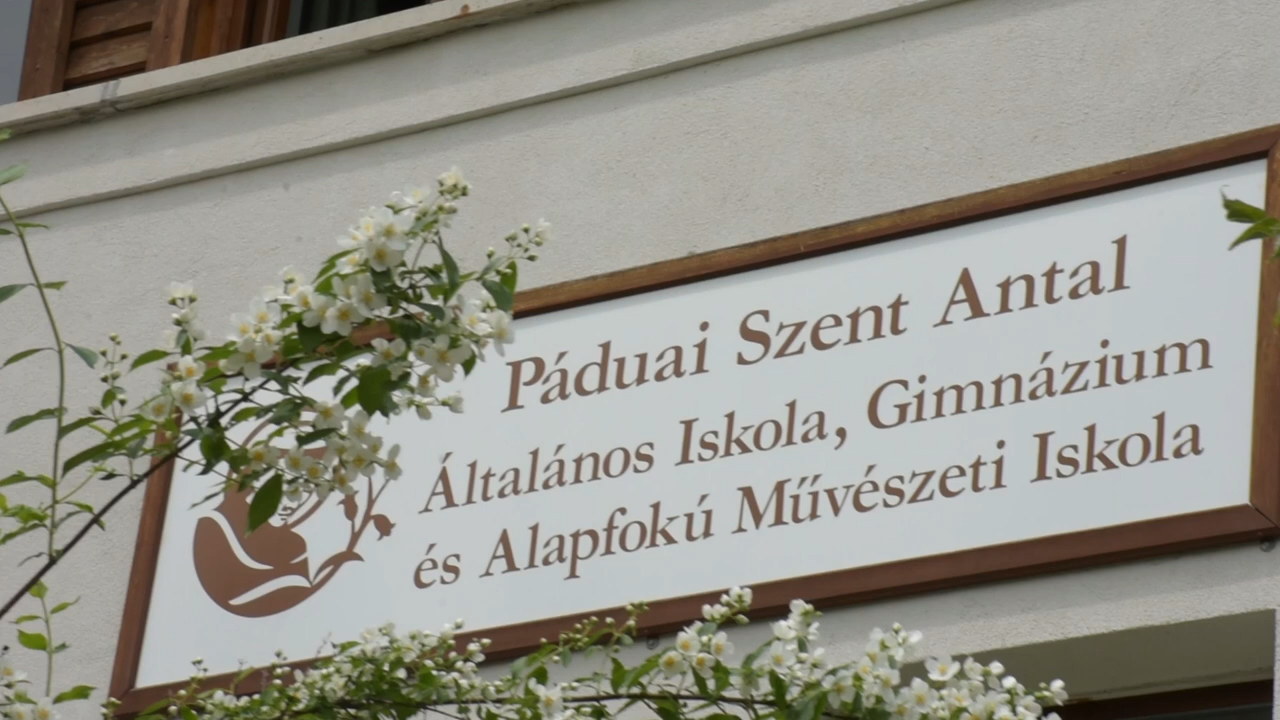 Páduai Szent Antal
Általános Iskola, Gimnázium
és Alapfokú Művészeti Iskola